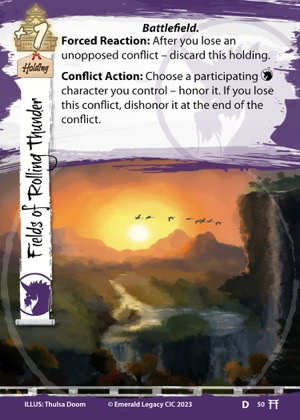 +1
Holding
Fields of Rolling Thunder
Battlefield.
Forced Reaction: After you lose an
unopposed conflict – discard this holding.
Conflict Action: Choose a participating
character you control – honor it. If you lose
this conflict, dishonor it at the end of the
conflict.
ILLUS: Thulsa Doom © Emerald Legacy CIC 2023 D 50